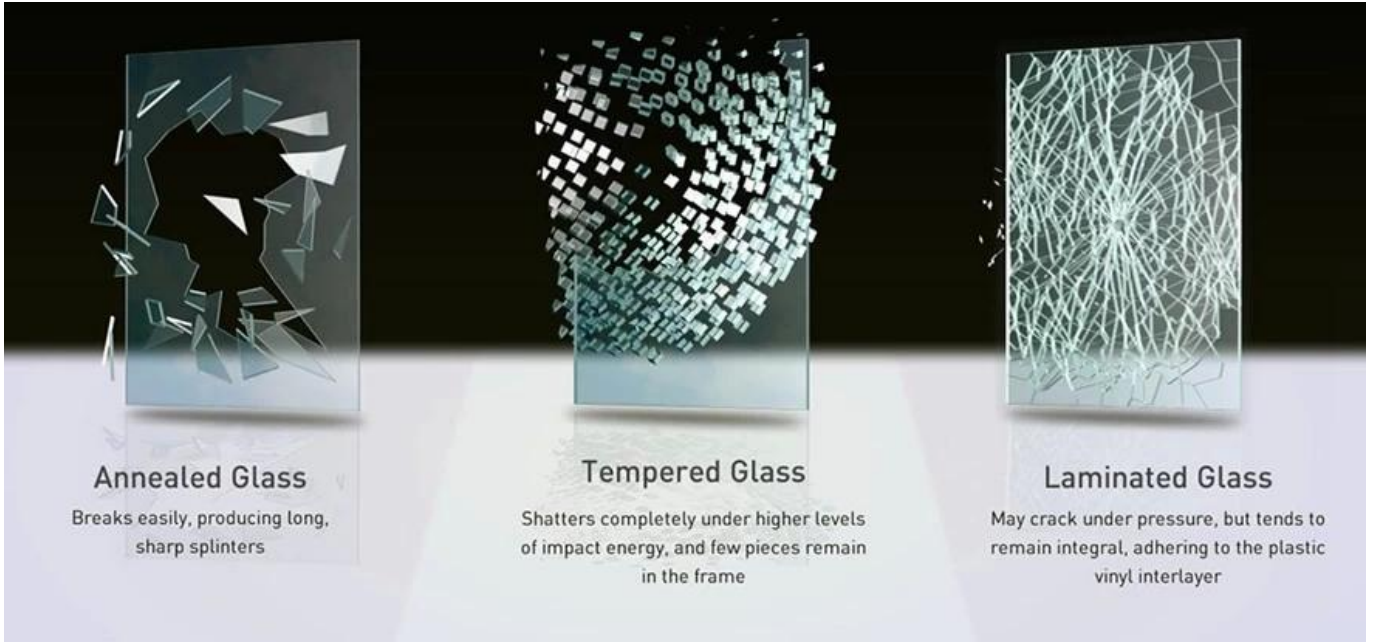 Annealed Glass
Breaks easily, producing long,
sharp splinters
Tempered Glass
Shatters completely under higher levels
of impact energy, and few pieces remain
in the frame
Laminated Glass
May crack under pressure, but tends to
remain integral, adhering to the plastic
vinyl interlayer